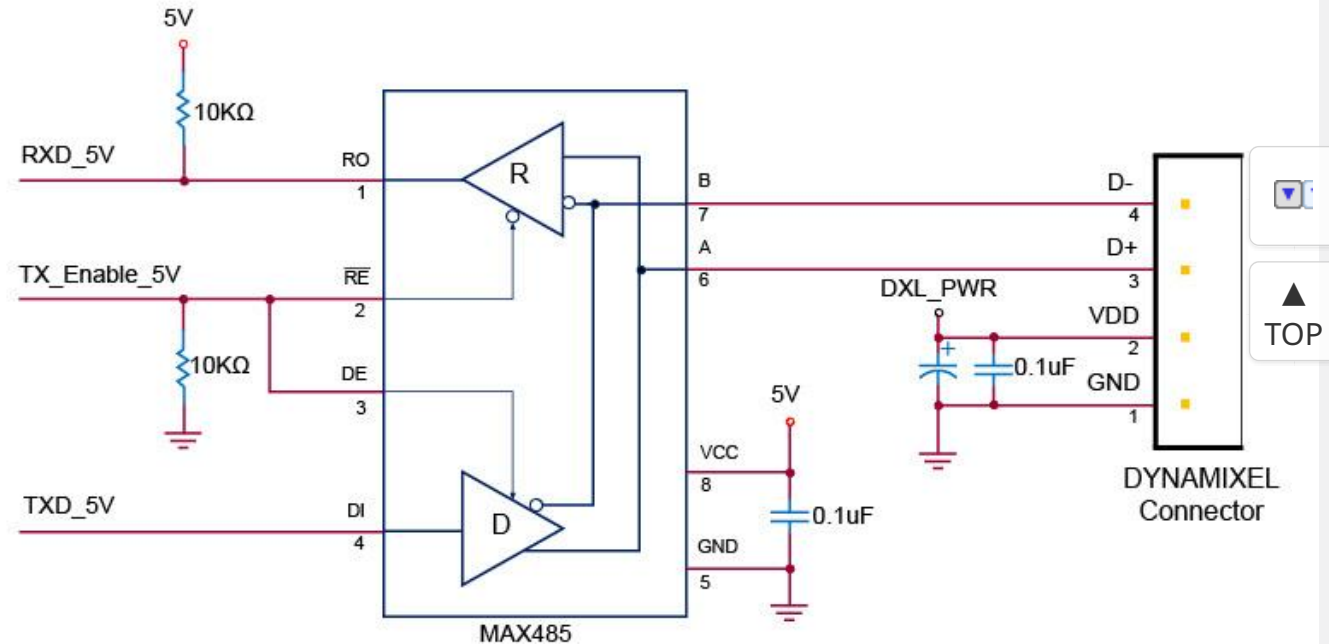 5V
10KΩ
RXD_5V
RO
1
TX_Enable_5V
RE
2
10KΩ
DE
3
TXD_5V
DI
4
R
D
MAX485
B
7
A
6
VCC
8
GND
5
5V
0.1uF
DXL_PWR
+
0.1uF
D-
4
D+
3
VDD
2
GND
1
DYNAMIXEL
Connector
▲
TOP